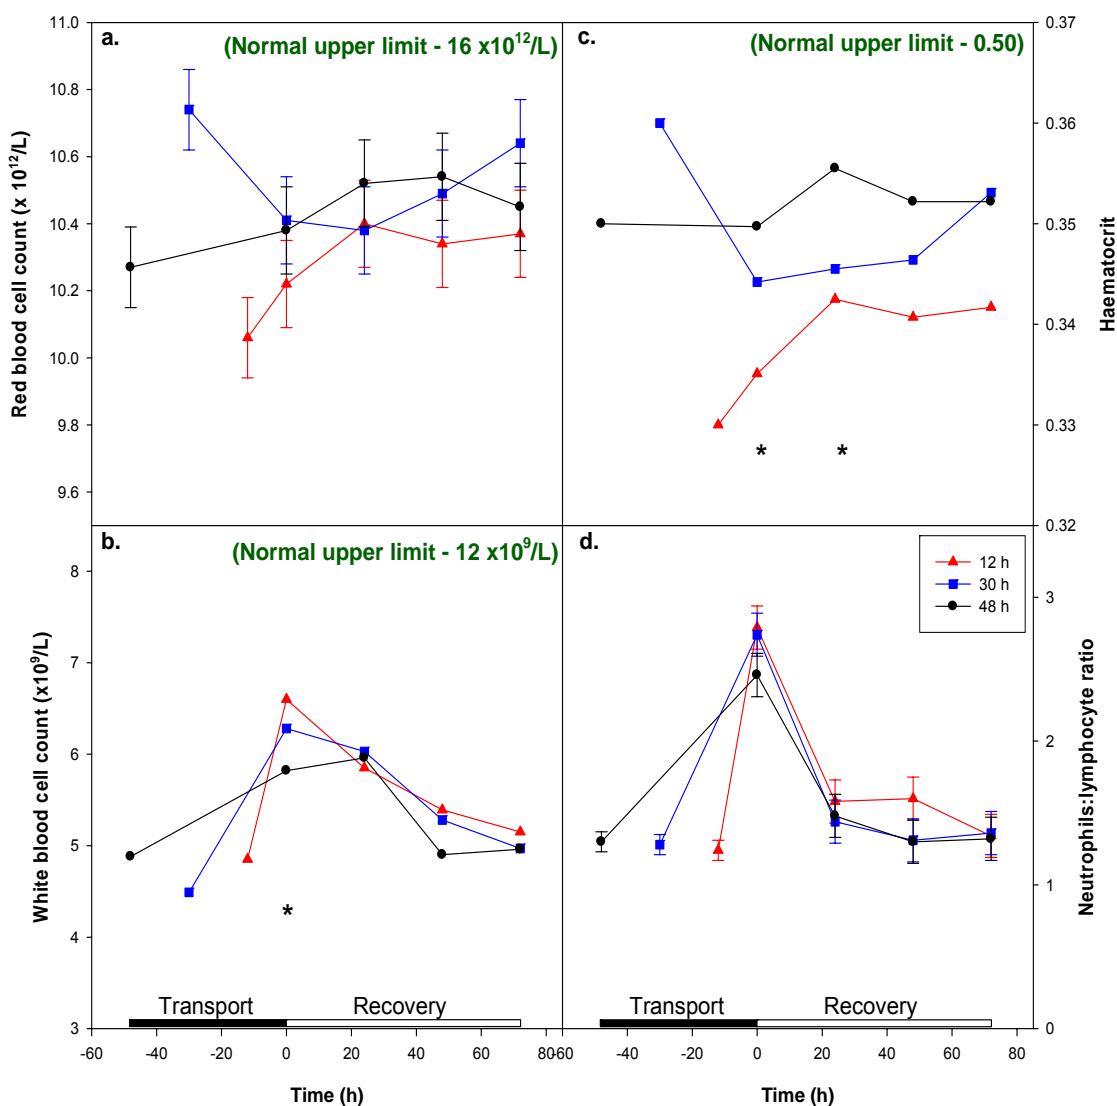 a.
(Normal upper limit - 16 x10¹²/L)
11.0
10.8
10.6
10.4
10.2
10.0
9.8
9.6
Red blood cell count (x 10¹²/L)
c.
(Normal upper limit - 0.50)
0.37
0.36
0.35
0.34
0.33
0.32
Haematocrit
* *
b.
(Normal upper limit - 12 x10⁹/L)
8
7
6
5
4
3
White blood cell count (x10⁹/L)
*
Transport Recovery
-60 -40 -20 0 20 40 60 80
Time (h)
d.
12 h
30 h
48 h
3
2
1
0
Neutrophils:lymphocyte ratio
Transport Recovery
-60 -40 -20 0 20 40 60 80
Time (h)